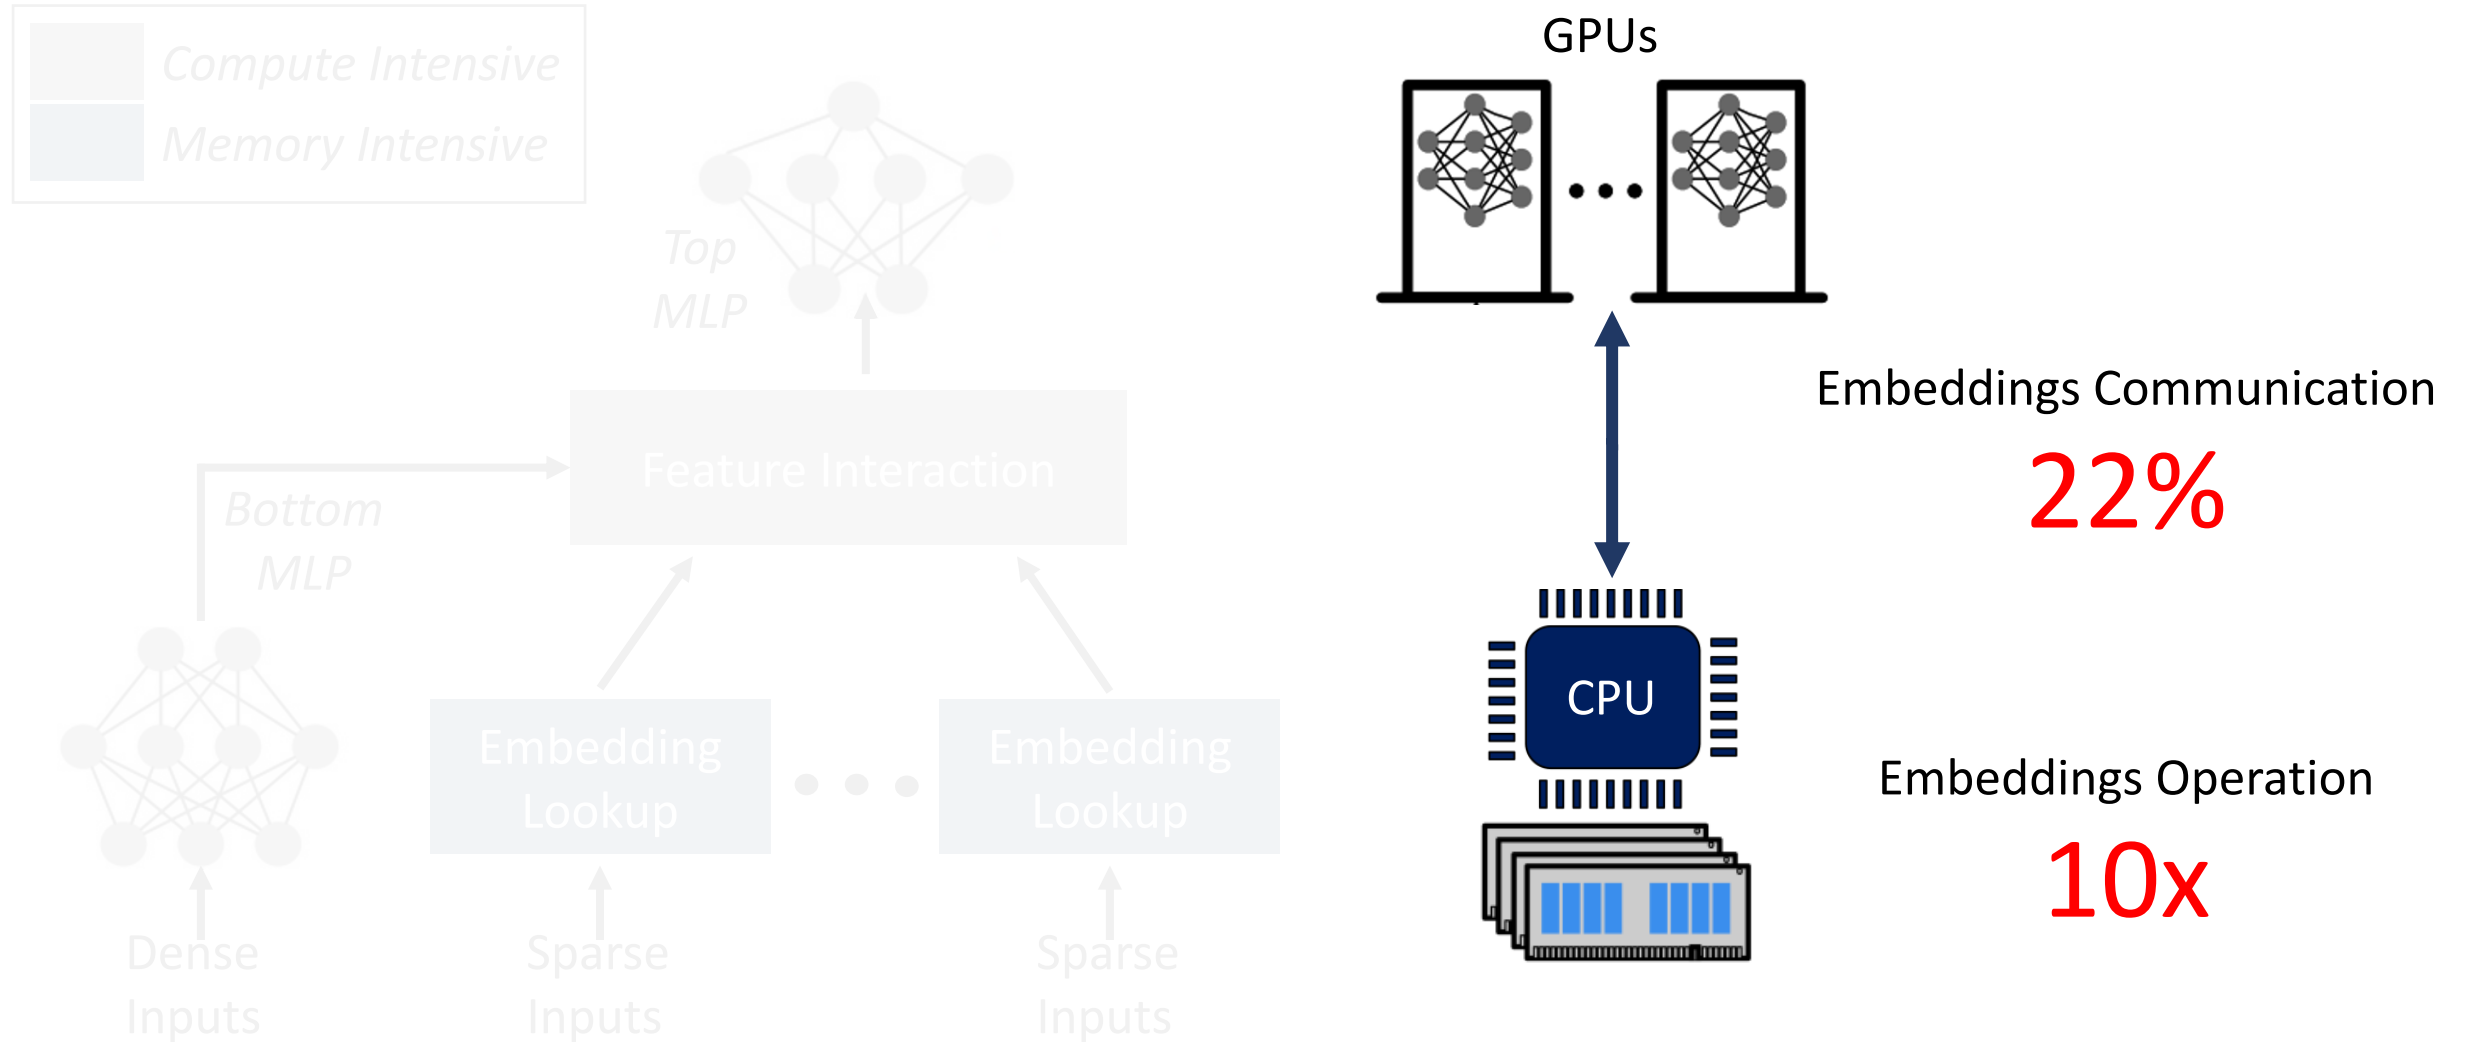 Compute Intensive
Memory Intensive
Top
MLP
Feature Interaction
Bottom
MLP
Embedding
Lookup
Embedding
Lookup
Dense
Inputs
Sparse
Inputs
Sparse
Inputs
GPUs
Embeddings Communication
22%
CPU
Embeddings Operation
10x